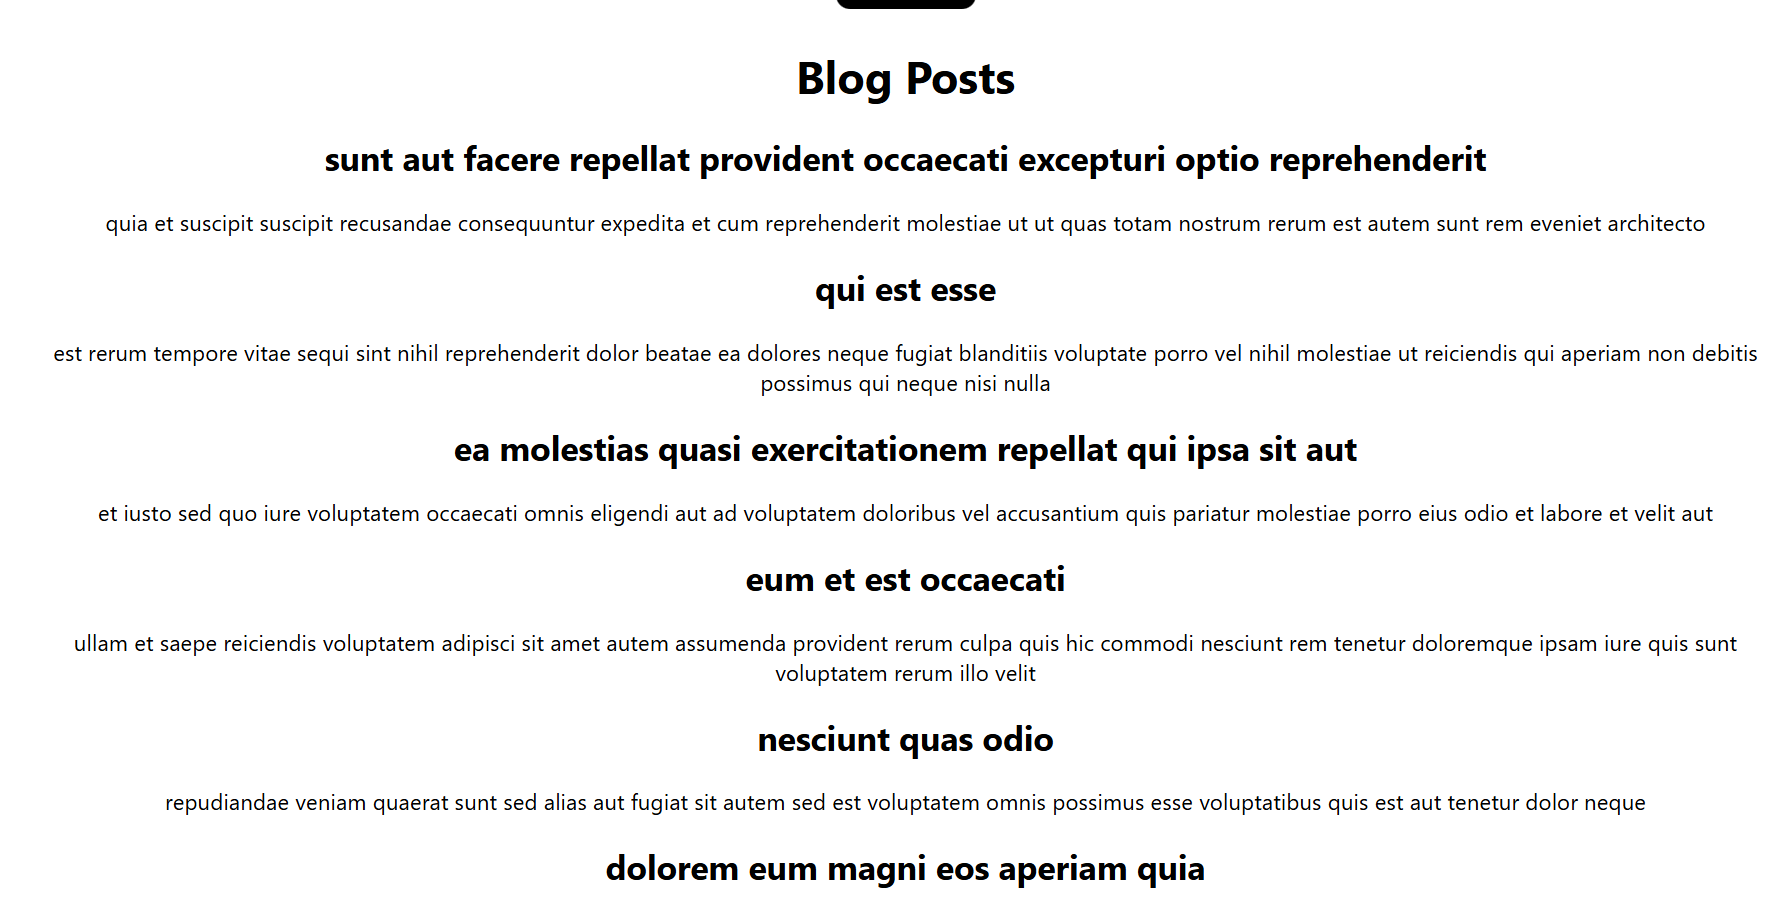 Blog Posts
sunt aut facere repellat provident occaecati excepturi optio reprehenderit
quia et suscipit suscipit recusandae consequuntur expedita et cum reprehenderit molestiae ut ut quas totam nostrum rerum est autem sunt rem eveniet architecto
qui est esse
est rerum tempore vitae sequi sint nihil reprehenderit dolor beatae ea dolores neque fugiat blanditiis voluptate porro vel nihil molestiae ut reiciendis qui aperiam non debitis
possimus qui neque nisi nulla
ea molestias quasi exercitationem repellat qui ipsa sit aut
et iusto sed quo iure voluptatem occaecati omnis eligendi aut ad voluptatem doloribus vel accusantium quis pariatur molestiae porro eius odio et labore et velit aut
eum et est occaecati
ullam et saepe reiciendis voluptatem adipisci sit amet autem assumenda provident rerum culpa quis hic commodi nesciunt rem tenetur doloremque ipsam iure quis sunt
voluptatem rerum illo velit
nesciunt quas odio
repudiandae veniam quaerat sunt sed alias aut fugiat sit autem sed est voluptatem omnis possimus esse voluptatibus quis est aut tenetur dolor neque
dolorem eum magni eos aperiam quia